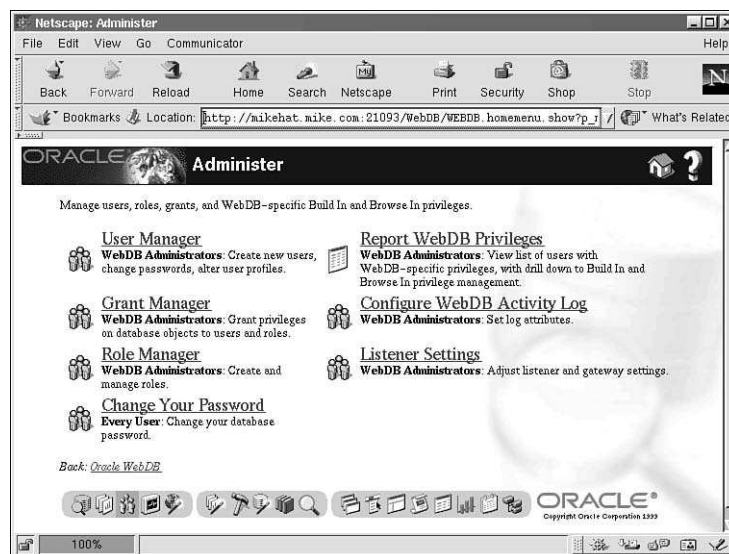 Netscape: Administer
File Edit View Go Communicator Help
Back Forward Reload Home Search Netscape Print Security Shop Stop
My
N
Bookmarks Location: http://mikehat.mike.com:21093/WebDB/WEBDB.homemenu.show?p_ What's Related
ORACLE Administer ?
Manage users, roles, grants, and WebDB-specific Build In and Browse In privileges.
User Manager
WebDB Administrators: Create new users,
change passwords, alter user profiles.
Report WebDB Privileges
WebDB Administrators: View list of users with
WebDB-specific privileges, with drill down to Build In and
Browse In privilege management.
Grant Manager
WebDB Administrators: Grant privileges
on database objects to users and roles.
Configure WebDB Activity Log
WebDB Administrators: Set log attributes.
Role Manager
WebDB Administrators: Create and
manage roles.
Listener Settings
WebDB Administrators: Adjust listener and gateway settings.
Change Your Password
Every User: Change your database
password.
Back: Oracle WebDB
ORACLE®
Copyright Oracle Corporation 1999
100%